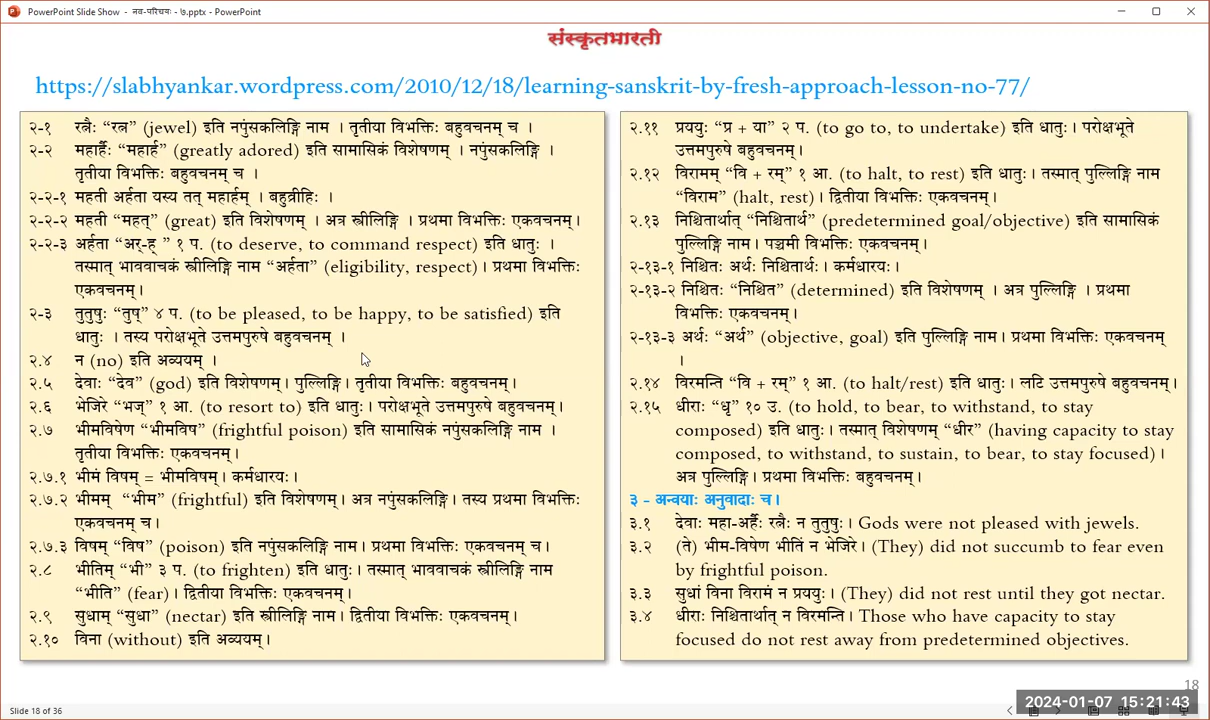 PowerPoint Slide Show - नव-परिचयः - ७.pptx - PowerPoint
संस्कृतभारती
https://slabhyankar.wordpress.com/2010/12/18/learning-sanskrit-by-fresh-approach-lesson-no-77/
२-१ रत्नैः “रत्न” (jewel) इति नपुंसकलिङ्गि नाम । तृतीया विभक्तिः बहुवचनम् च ।
२-२ महार्हैः “महार्ह” (greatly adored) इति सामासिकं विशेषणम् । नपुंसकलिङ्गि ।
तृतीया विभक्तिः बहुवचनम् च ।
२-२-१ महती अर्हता यस्य तत् महार्हम् । बहुव्रीहिः ।
२-२-२ महती “महत्” (great) इति विशेषणम् । अत्र स्त्रीलिङ्गि । प्रथमा विभक्तिः एकवचनम् ।
२-२-३ अर्हता “अर्-ह् ” १ प. (to deserve, to command respect) इति धातुः ।
तस्मात् भाववाचकं स्त्रीलिङ्गि नाम “अर्हता” (eligibility, respect) । प्रथमा विभक्तिः
एकवचनम् ।
२-३ तुतुषुः “तुष्” ४ प. (to be pleased, to be happy, to be satisfied) इति
धातुः । तस्य परोक्षभूते उत्तमपुरुषे बहुवचनम् ।
२.४ न (no) इति अव्ययम् ।
२.५ देवाः “देव” (god) इति विशेषणम् । पुल्लिङ्गि । तृतीया विभक्तिः बहुवचनम् ।
२.६ भेजिरे “भज्” १ आ. (to resort to) इति धातुः । परोक्षभूते उत्तमपुरुषे बहुवचनम् ।
२.७ भीमविषेण “भीमविष” (frightful poison) इति सामासिकं नपुंसकलिङ्गि नाम ।
तृतीया विभक्तिः एकवचनम् ।
२.७.१ भीमं विषम् = भीमविषम् । कर्मधारयः ।
२.७.२ भीमम् “भीम” (frightful) इति विशेषणम् । अत्र नपुंसकलिङ्गि । तस्य प्रथमा विभक्तिः
एकवचनम् च ।
२.७.३ विषम् “विष” (poison) इति नपुंसकलिङ्गि नाम । प्रथमा विभक्तिः एकवचनम् च ।
२.८ भीतिम् “भी” ३ प. (to frighten) इति धातुः । तस्मात् भाववाचकं स्त्रीलिङ्गि नाम
“भीति” (fear) । द्वितीया विभक्तिः एकवचनम् ।
२.९ सुधाम् “सुधा” (nectar) इति स्त्रीलिङ्गि नाम । द्वितीया विभक्तिः एकवचनम् ।
२.१० विना (without) इति अव्ययम् ।
२.११ प्रययुः “प्र + या” २ प. (to go to, to undertake) इति धातुः । परोक्षभूते
उत्तमपुरुषे बहुवचनम् ।
२.१२ विरामम् “वि + रम्” १ आ. (to halt, to rest) इति धातुः । तस्मात् पुल्लिङ्गि नाम
“विराम” (halt, rest) । द्वितीया विभक्तिः एकवचनम् ।
२.१३ निश्चितार्थात् “निश्चितार्थ” (predetermined goal/objective) इति सामासिकं
पुल्लिङ्गि नाम । पञ्चमी विभक्तिः एकवचनम् ।
२-१३-१ निश्चितः अर्थः निश्चितार्थः । कर्मधारयः ।
२-१३-२ निश्चितः “निश्चित” (determined) इति विशेषणम् । अत्र पुल्लिङ्गि । प्रथमा
विभक्तिः एकवचनम् ।
२-१३-३ अर्थः “अर्थ” (objective, goal) इति पुल्लिङ्गि नाम । प्रथमा विभक्तिः एकवचनम्
।
२.१४ विरमन्ति “वि + रम्” १ आ. (to halt/rest) इति धातुः । लटि उत्तमपुरुषे बहुवचनम् ।
२.१५ धीराः “धृ” १० उ. (to hold, to bear, to withstand, to stay
composed) इति धातुः । तस्मात् विशेषणम् “धीर” (having capacity to stay
composed, to withstand, to sustain, to bear, to stay focused) ।
अत्र पुल्लिङ्गि । प्रथमा विभक्तिः बहुवचनम् ।
३ - अन्वयाः अनुवादाः च ।
३.१ देवाः महा-अर्हैः रत्नैः न तुतुषुः । Gods were not pleased with jewels.
३.२ (ते) भीम-विषेण भीतिं न भेजिरे । (They) did not succumb to fear even
by frightful poison.
३.३ सुधां विना विरामं न प्रययुः । (They) did not rest until they got nectar.
३.४ धीराः निश्चितार्थात् न विरमन्ति । Those who have capacity to stay
focused do not rest away from predetermined objectives.
18
Slide 18 of 36
2024-01-07 15:21:43